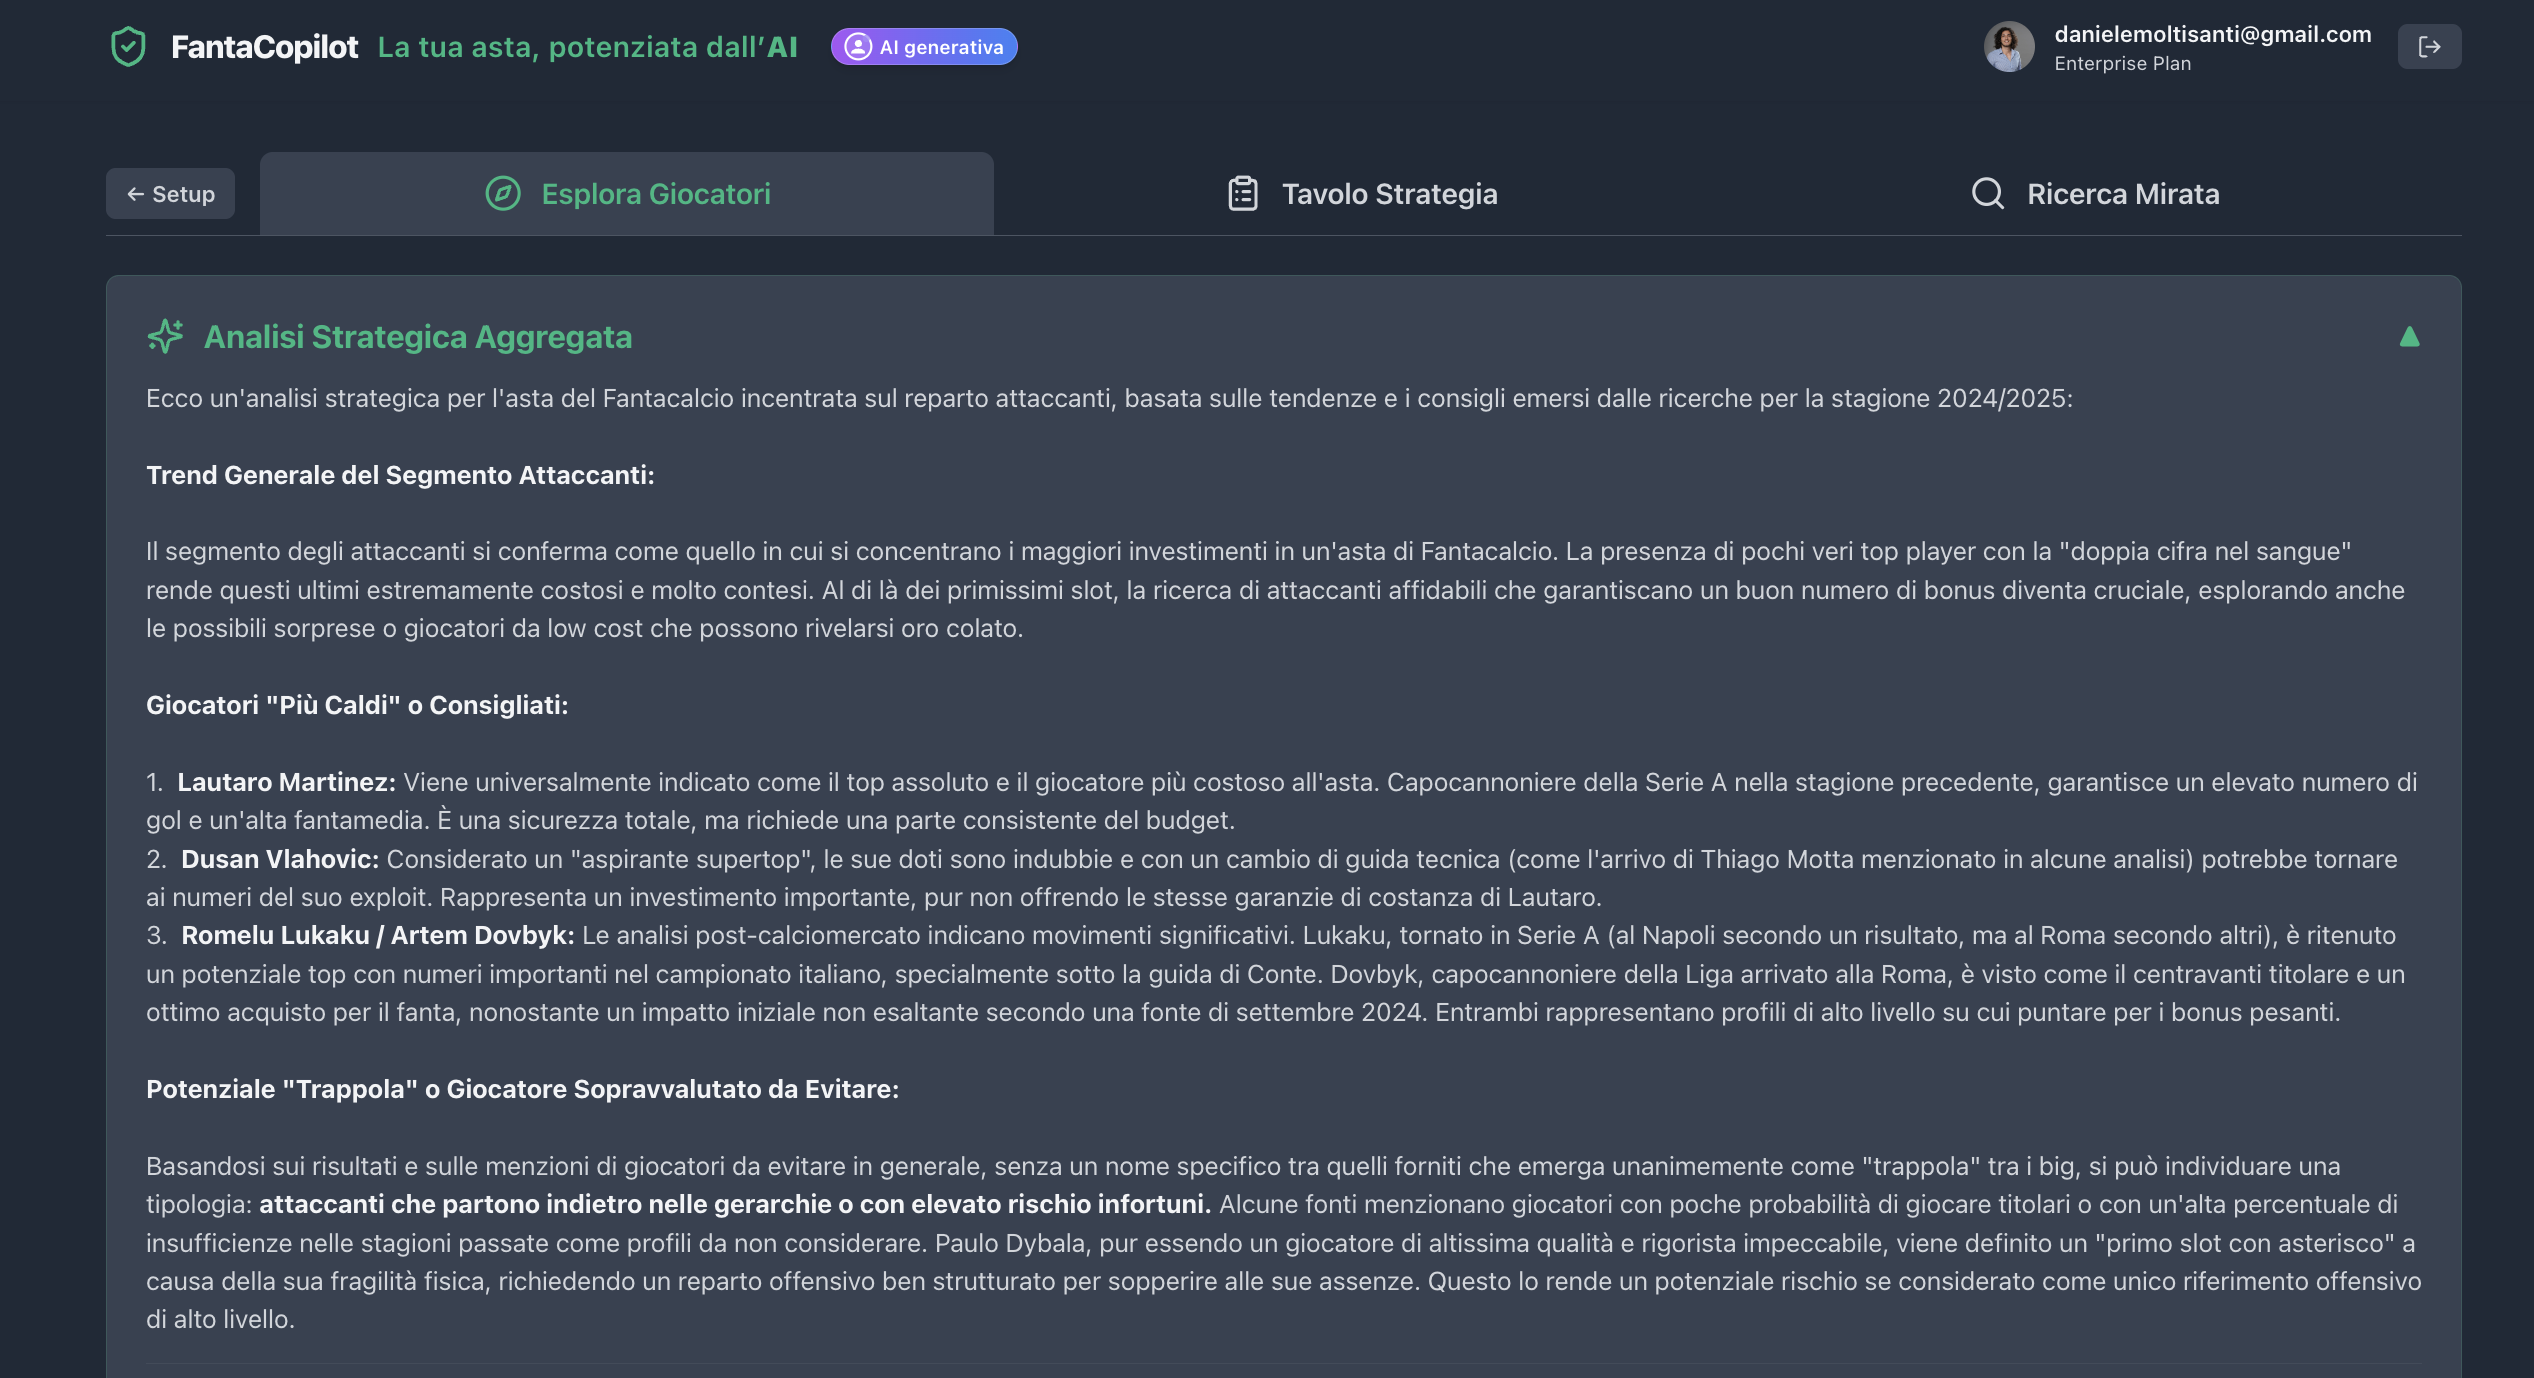 FantaCopilot La tua asta, potenziata dall'AI AI generativa
danielemoltisanti@gmail.com
Enterprise Plan
← Setup
Esplora Giocatori
Tavolo Strategia
Ricerca Mirata
Analisi Strategica Aggregata
Ecco un'analisi strategica per l'asta del Fantacalcio incentrata sul reparto attaccanti, basata sulle tendenze e i consigli emersi dalle ricerche per la stagione 2024/2025:
Trend Generale del Segmento Attaccanti:
Il segmento degli attaccanti si conferma come quello in cui si concentrano i maggiori investimenti in un'asta di Fantacalcio. La presenza di pochi veri top player con la "doppia cifra nel sangue"
rende questi ultimi estremamente costosi e molto contesi. Al di là dei primissimi slot, la ricerca di attaccanti affidabili che garantiscano un buon numero di bonus diventa cruciale, esplorando anche
le possibili sorprese o giocatori da low cost che possono rivelarsi oro colato.
Giocatori "Più Caldi" o Consigliati:
1. Lautaro Martinez: Viene universalmente indicato come il top assoluto e il giocatore più costoso all'asta. Capocannoniere della Serie A nella stagione precedente, garantisce un elevato numero di
gol e un'alta fantamedia. È una sicurezza totale, ma richiede una parte consistente del budget.
2. Dusan Vlahovic: Considerato un "aspirante supertop", le sue doti sono indubbie e con un cambio di guida tecnica (come l'arrivo di Thiago Motta menzionato in alcune analisi) potrebbe tornare
ai numeri del suo exploit. Rappresenta un investimento importante, pur non offrendo le stesse garanzie di costanza di Lautaro.
3. Romelu Lukaku / Artem Dovbyk: Le analisi post-calciomercato indicano movimenti significativi. Lukaku, tornato in Serie A (al Napoli secondo un risultato, ma al Roma secondo altri), è ritenuto
un potenziale top con numeri importanti nel campionato italiano, specialmente sotto la guida di Conte. Dovbyk, capocannoniere della Liga arrivato alla Roma, è visto come il centravanti titolare e un
ottimo acquisto per il fanta, nonostante un impatto iniziale non esaltante secondo una fonte di settembre 2024. Entrambi rappresentano profili di alto livello su cui puntare per i bonus pesanti.
Potenziale "Trappola" o Giocatore Sopravvalutato da Evitare:
Basandosi sui risultati e sulle menzioni di giocatori da evitare in generale, senza un nome specifico tra quelli forniti che emerga unanimemente come "trappola" tra i big, si può individuare una
tipologia: attaccanti che partono indietro nelle gerarchie o con elevato rischio infortuni. Alcune fonti menzionano giocatori con poche probabilità di giocare titolari o con un'alta percentuale di
insufficienze nelle stagioni passate come profili da non considerare. Paulo Dybala, pur essendo un giocatore di altissima qualità e rigorista impeccabile, viene definito un "primo slot con asterisco" a
causa della sua fragilità fisica, richiedendo un reparto offensivo ben strutturato per sopperire alle sue assenze. Questo lo rende un potenziale rischio se considerato come unico riferimento offensivo
di alto livello.